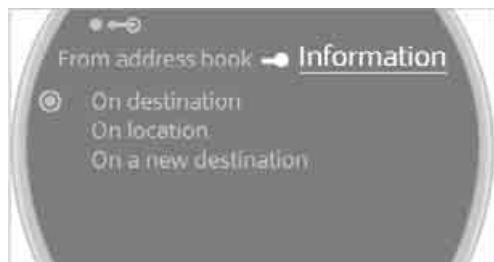 From address book Information
On destination
On location
On a new destination